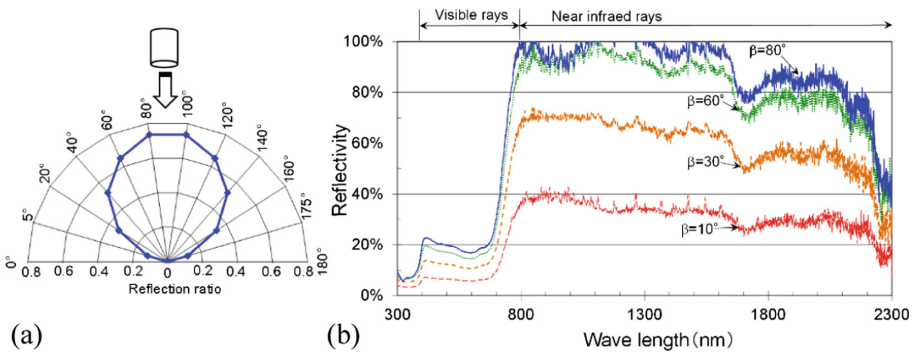 (a)
0°
5°
20°
40°
60°
80°
100°
120°
140°
160°
175°
180°
0.8 0.6 0.4 0.2 0 0.2 0.4 0.6 0.8
Reflection ratio
(b)
Visible rays
Near infraed rays
100%
80%
60%
40%
20%
0%
Reflectivity
β=80°
β=60°
β=30°
β=10°
300 800 1300 1800 2300
Wave length(nm)